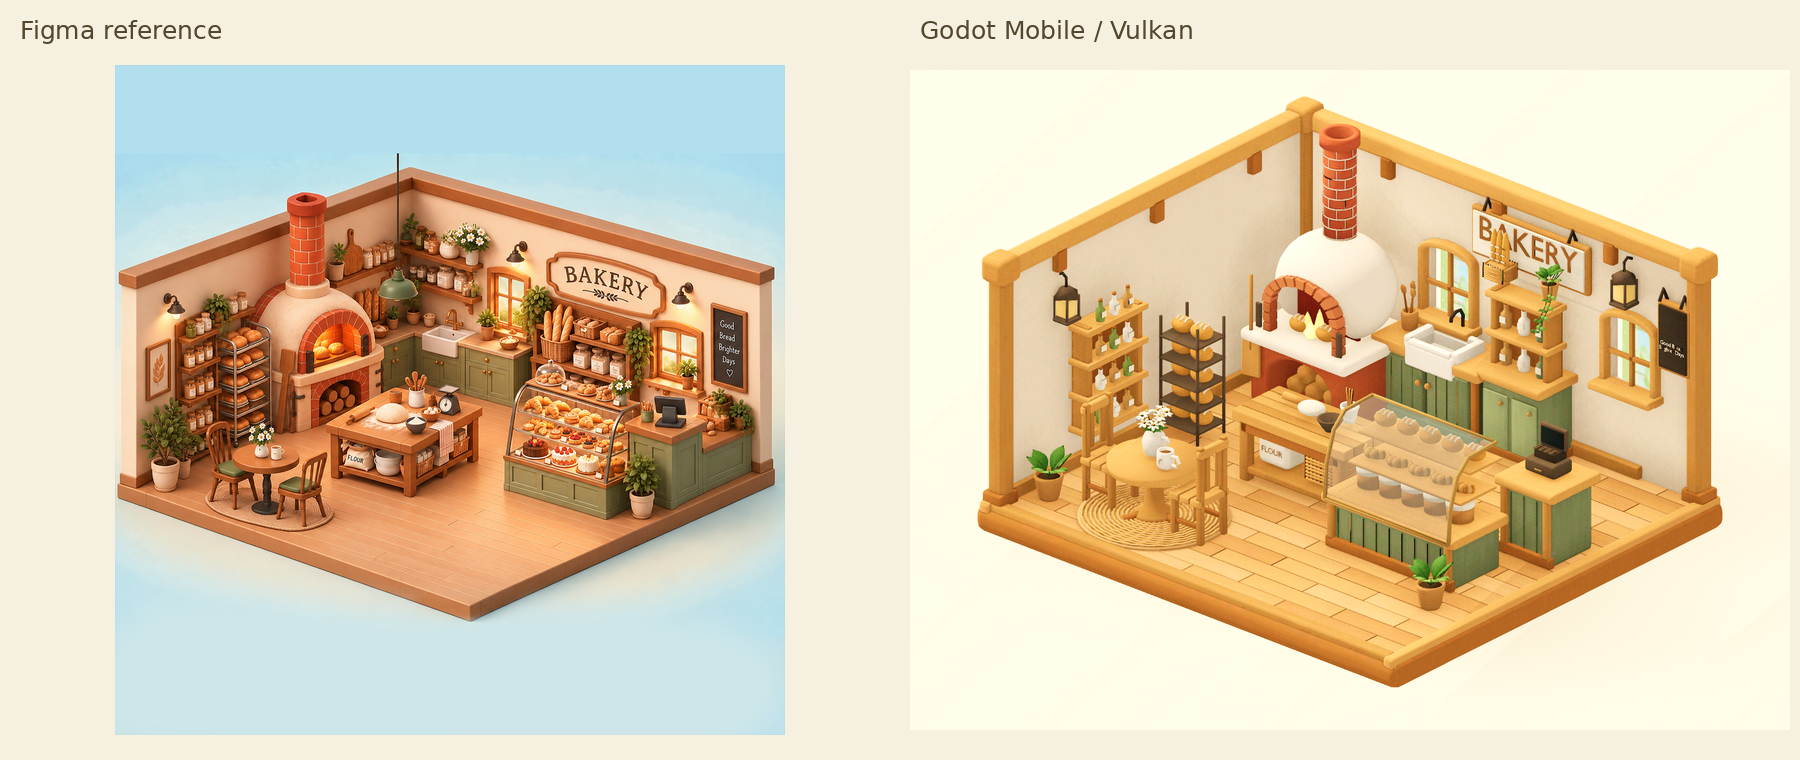 Figma reference
Godot Mobile / Vulkan
BAKERY
Good
Bread
Brighter
Days
♡
FLOUR
BAKERY
FLOUR